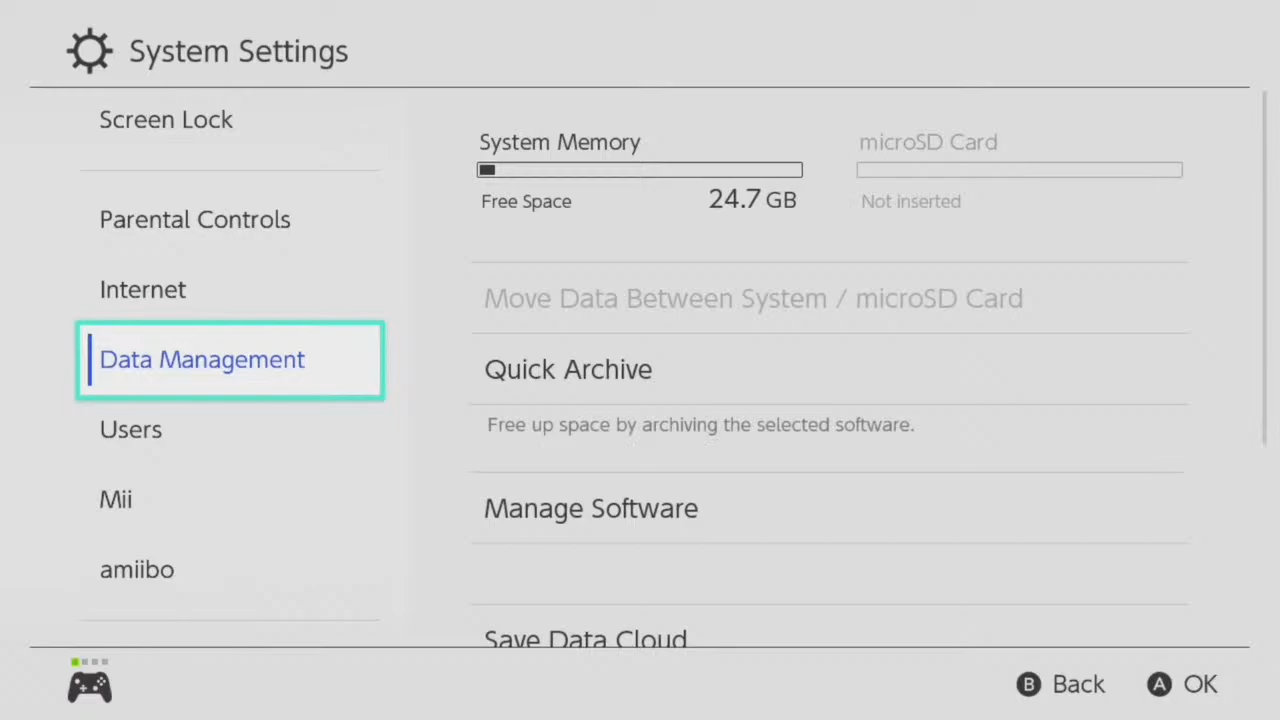 System Settings
Screen Lock
Parental Controls
Internet
Data Management
Users
Mii
amiibo
System Memory
Free Space 24.7 GB
microSD Card
Not inserted
Move Data Between System / microSD Card
Quick Archive
Free up space by archiving the selected software.
Manage Software
Save Data Cloud
B Back A OK